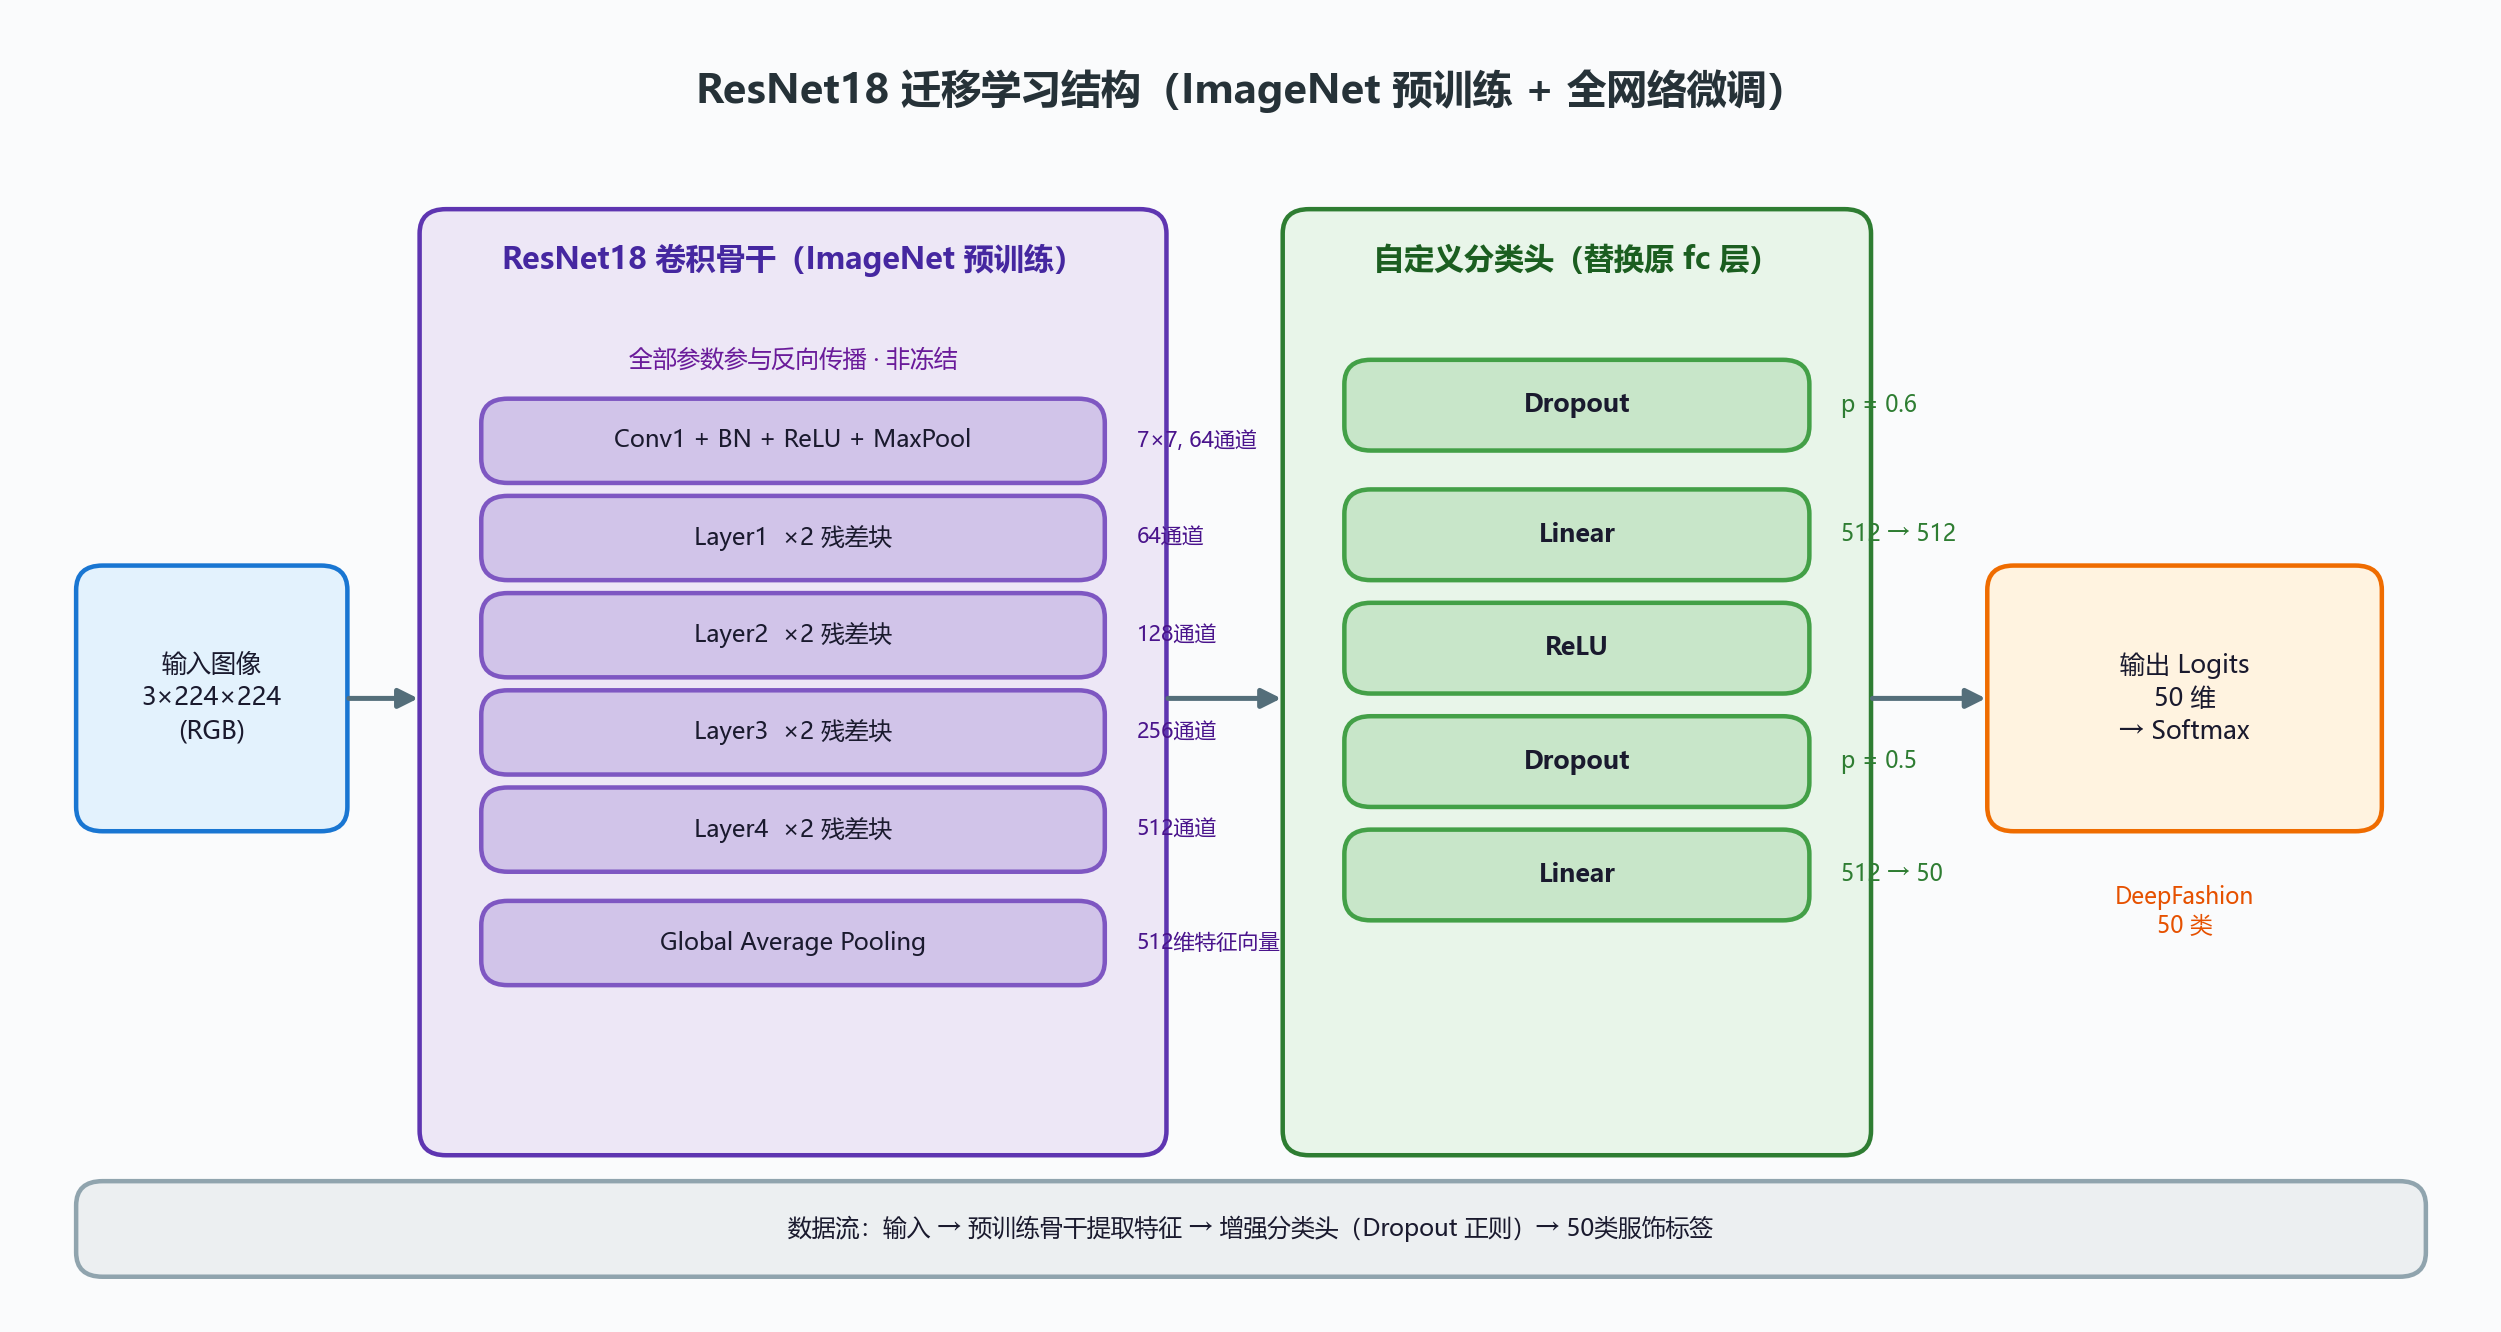 ResNet18 迁移学习结构（ImageNet 预训练 + 全网络微调）
输入图像
3×224×224
(RGB)
ResNet18 卷积骨干（ImageNet 预训练）
全部参数参与反向传播 · 非冻结
Conv1 + BN + ReLU + MaxPool
7×7, 64通道
Layer1 ×2 残差块
64通道
Layer2 ×2 残差块
128通道
Layer3 ×2 残差块
256通道
Layer4 ×2 残差块
512通道
Global Average Pooling
512维特征向量
自定义分类头（替换原 fc 层）
Dropout
p = 0.6
Linear
512 → 512
ReLU
Dropout
p = 0.5
Linear
512 → 50
输出 Logits
50 维
→ Softmax
DeepFashion
50 类
数据流：输入 → 预训练骨干提取特征 → 增强分类头（Dropout 正则）→ 50类服饰标签